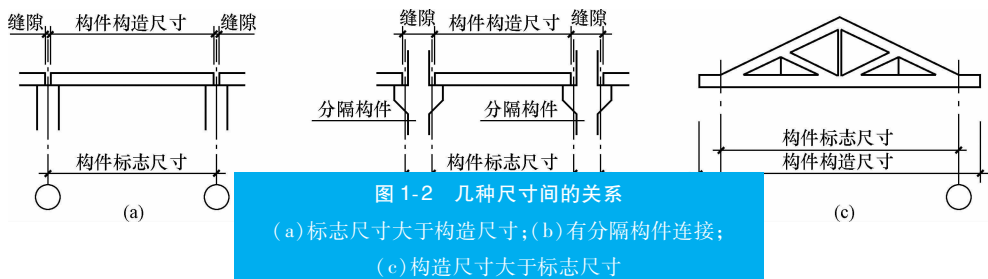 缝隙 构件构造尺寸 缝隙
构件标志尺寸
(a)
缝隙 构件构造尺寸 缝隙
分隔构件 分隔构件
构件标志尺寸
构件标志尺寸
构件构造尺寸
(c)
图 1-2 几种尺寸间的关系
(a)标志尺寸大于构造尺寸;(b)有分隔构件连接;
(c)构造尺寸大于标志尺寸